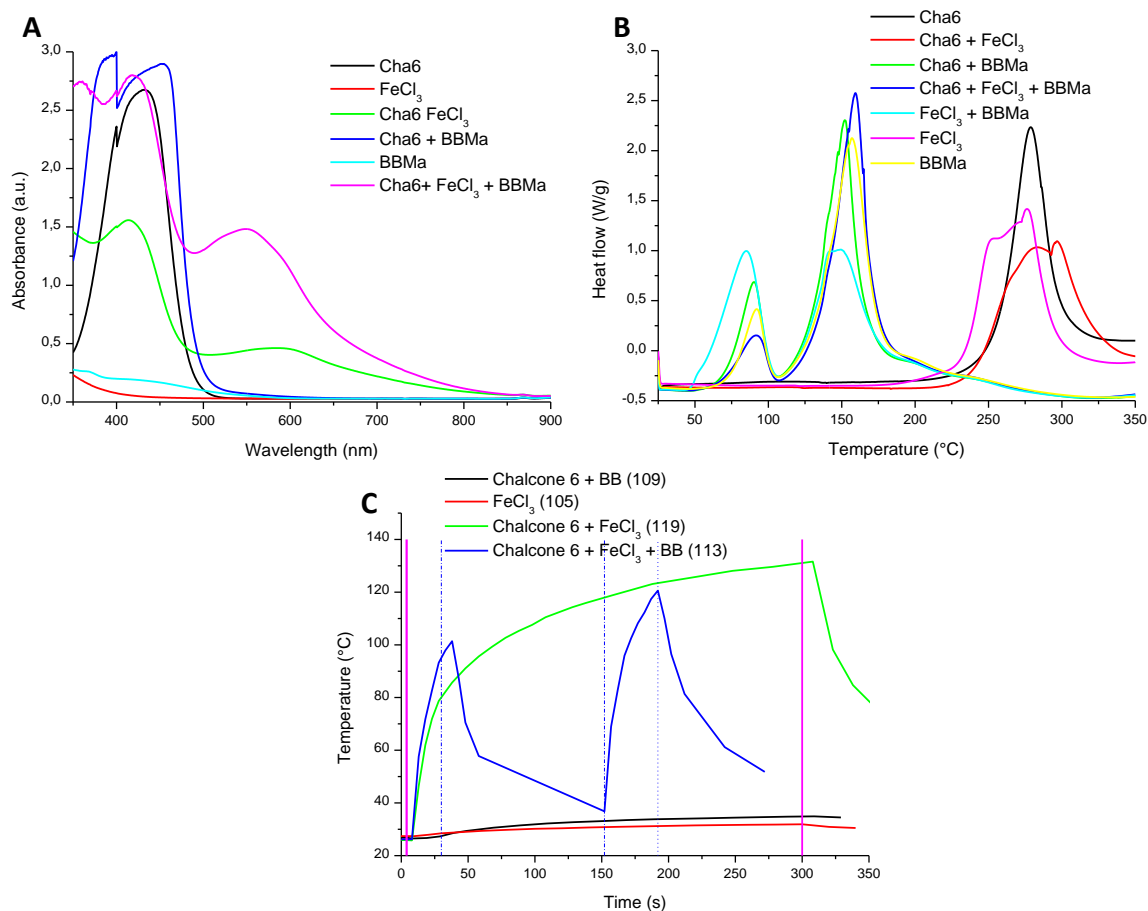 A
Cha6
FeCl₃
Cha6 FeCl₃
Cha6 + BBMa
BBMa
Cha6+ FeCl₃ + BBMa
3,0
2,5
2,0
1,5
1,0
0,5
0,0
Absorbance (a.u.)
400 500 600 700 800 900
Wavelength (nm)
B
Cha6
Cha6 + FeCl₃
Cha6 + BBMa
Cha6 + FeCl₃ + BBMa
FeCl₃ + BBMa
FeCl₃
BBMa
3,0
2,5
2,0
1,5
1,0
0,5
0,0
-0,5
Heat flow (W/g)
50 100 150 200 250 300 350
Temperature (°C)
C
Chalcone 6 + BB (109)
FeCl₃ (105)
Chalcone 6 + FeCl₃ (119)
Chalcone 6 + FeCl₃ + BB (113)
140
120
100
80
60
40
20
Temperature (°C)
0 50 100 150 200 250 300 350
Time (s)